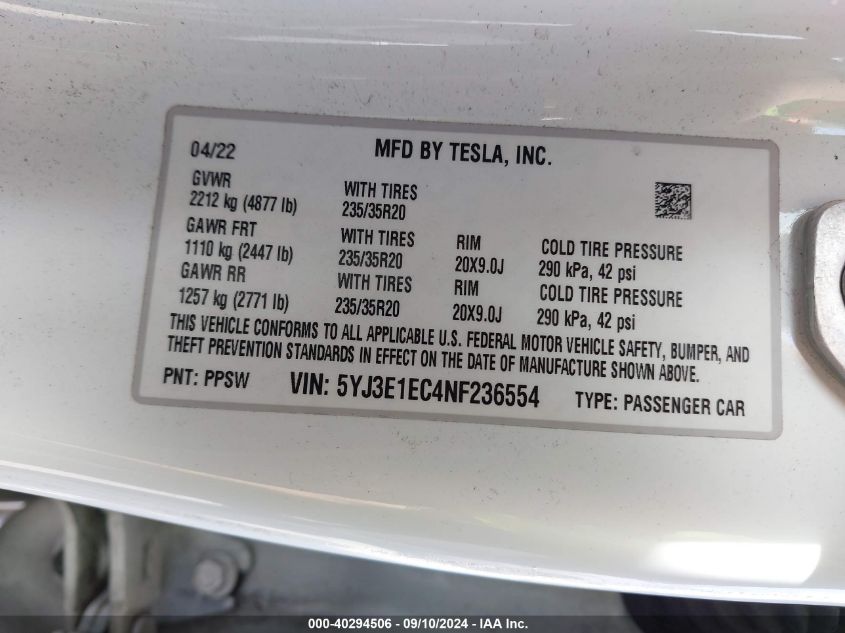 04/22 MFD BY TESLA, INC.
GVWR WITH TIRES
2212 kg (4877 lb) 235/35R20
GAWR FRT WITH TIRES RIM COLD TIRE PRESSURE
1110 kg (2447 lb) 235/35R20 20X9.0J 290 kPa, 42 psi
GAWR RR WITH TIRES RIM COLD TIRE PRESSURE
1257 kg (2771 lb) 235/35R20 20X9.0J 290 kPa, 42 psi
THIS VEHICLE CONFORMS TO ALL APPLICABLE U.S. FEDERAL MOTOR VEHICLE SAFETY, BUMPER, AND
THEFT PREVENTION STANDARDS IN EFFECT ON THE DATE OF MANUFACTURE SHOWN ABOVE.
PNT: PPSW VIN: 5YJ3E1EC4NF236554 TYPE: PASSENGER CAR
000-40294506 - 09/10/2024 - IAA Inc.